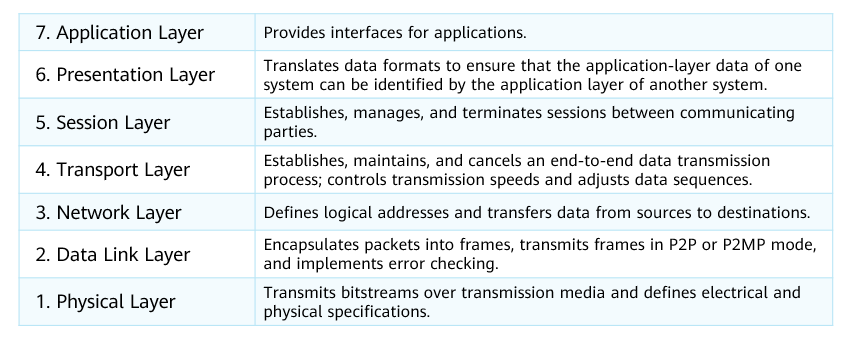 7. Application Layer
Provides interfaces for applications.
6. Presentation Layer
Translates data formats to ensure that the application-layer data of one
system can be identified by the application layer of another system.
5. Session Layer
Establishes, manages, and terminates sessions between communicating
parties.
4. Transport Layer
Establishes, maintains, and cancels an end-to-end data transmission
process; controls transmission speeds and adjusts data sequences.
3. Network Layer
Defines logical addresses and transfers data from sources to destinations.
2. Data Link Layer
Encapsulates packets into frames, transmits frames in P2P or P2MP mode,
and implements error checking.
1. Physical Layer
Transmits bitstreams over transmission media and defines electrical and
physical specifications.